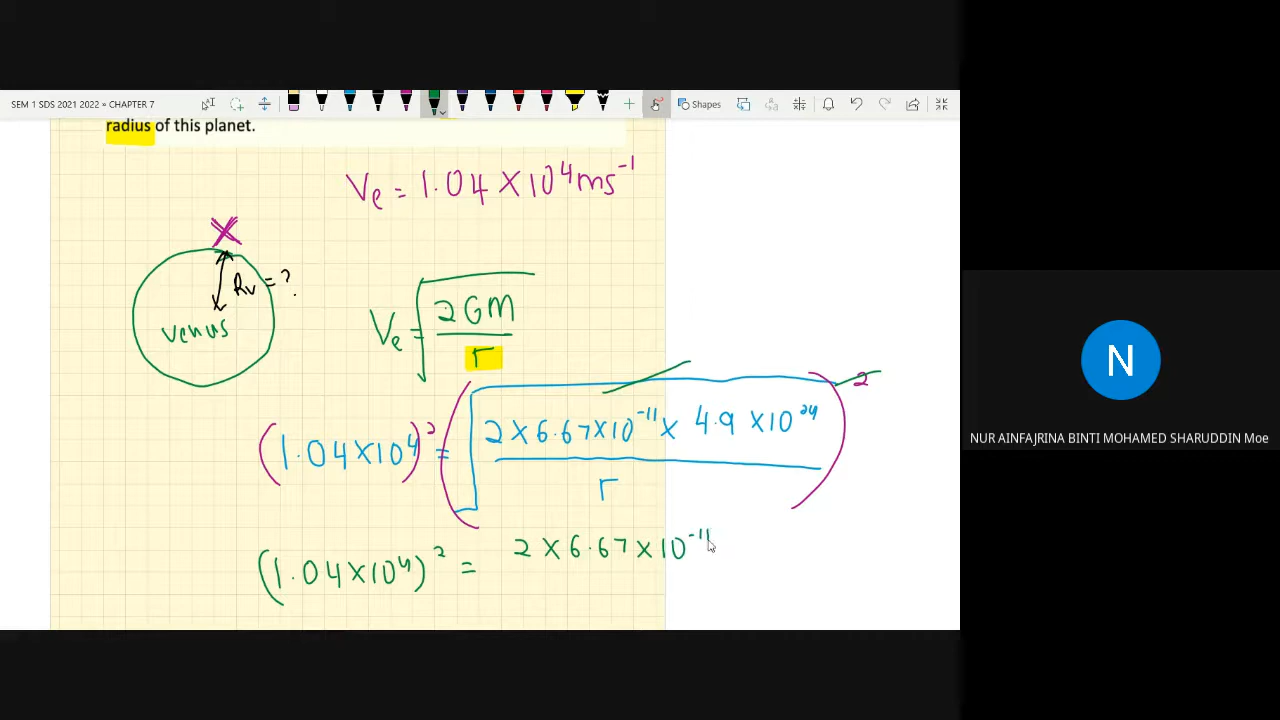 SEM 1 SDS 2021 2022 » CHAPTER 7
Shapes
radius of this planet.
Ve = 1.04 × 10⁴ ms⁻¹
X
Rv = ?
venus
Ve = √2GM
r
(1.04×10⁴)² = (√2 × 6.67×10⁻¹¹ × 4.9 ×10²⁴)²
r
(1.04×10⁴)² = 2 × 6.67 × 10⁻¹¹
N
NUR AINFAJRINA BINTI MOHAMED SHARUDDIN Moe